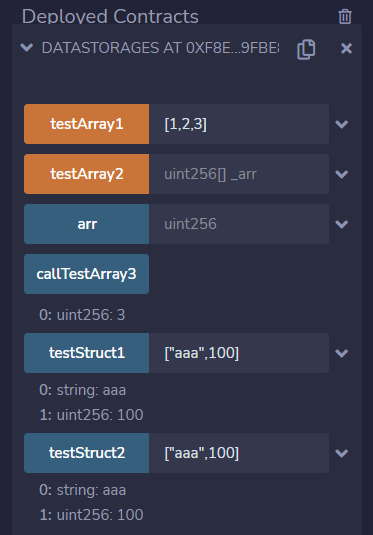 Deployed Contracts
DATASTORAGES AT 0XF8E...9FBE
testArray1 [1,2,3]
testArray2 uint256[] _arr
arr uint256
callTestArray3
0: uint256: 3
testStruct1 ["aaa",100]
0: string: aaa
1: uint256: 100
testStruct2 ["aaa",100]
0: string: aaa
1: uint256: 100